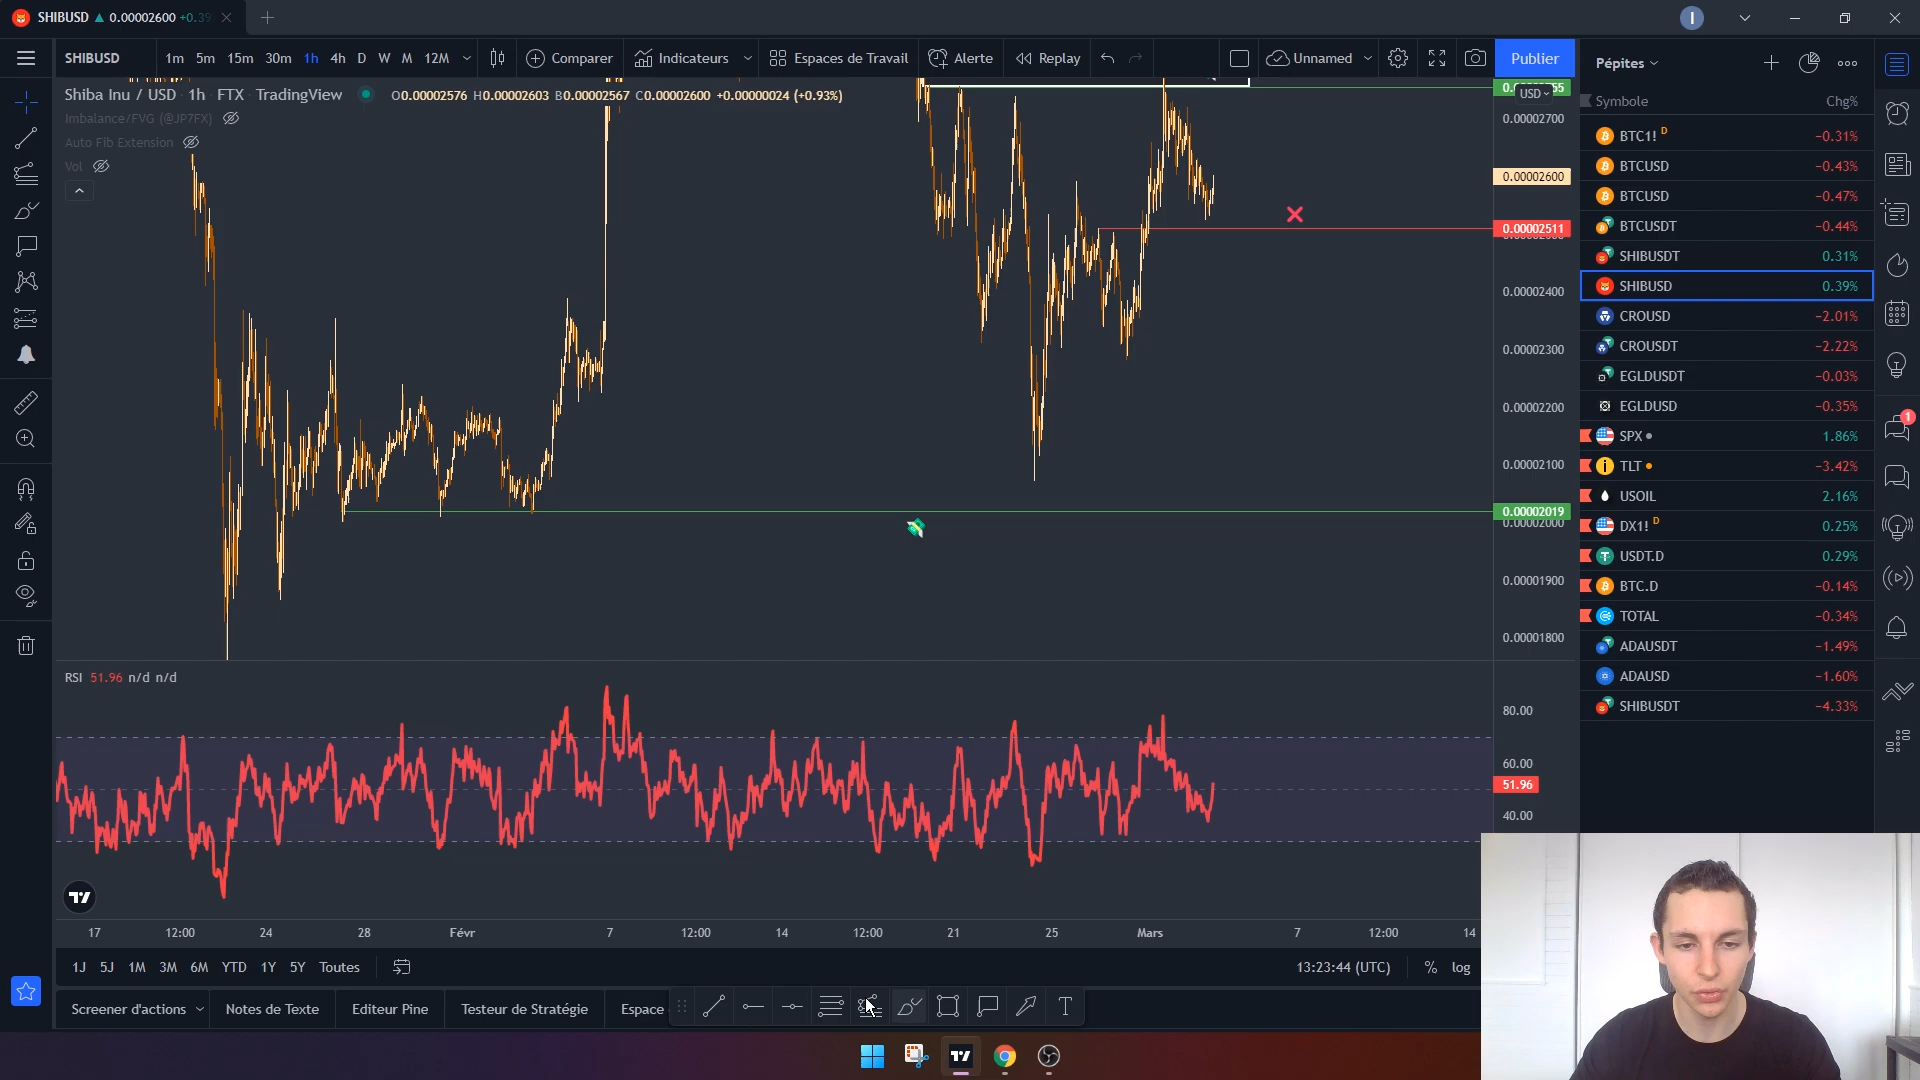 SHIBUSD ▲ 0.00002600 +0.39
I
SHIBUSD 1m 5m 15m 30m 1h 4h D W M 12M Comparer Indicateurs Espaces de Travail Alerte Replay Unnamed Publier
Pépites
Shiba Inu / USD 1h FTX TradingView O0.00002576 H0.00002603 B0.00002567 C0.00002600 +0.00000024 (+0.93%)
Imbalance/FVG (@JP7FX)
Auto Fib Extension
Vol
USD
0.00002700
0.00002600
0.00002511
0.00002400
0.00002300
0.00002200
0.00002100
0.00002019
0.00002000
0.00001900
0.00001800
RSI 51.96 n/d n/d
80.00
60.00
51.96
40.00
17 12:00 24 28 Févr 7 12:00 14 12:00 21 25 Mars 7 12:00 14
1J 5J 1M 3M 6M YTD 1Y 5Y Toutes
13:23:44 (UTC) % log
Screener d'actions Notes de Texte Editeur Pine Testeur de Stratégie Espace
T
Symbole Chg%
BTC1! D −0.31%
BTCUSD −0.43%
BTCUSD −0.47%
BTCUSDT −0.44%
SHIBUSDT 0.31%
SHIBUSD 0.39%
CROUSD −2.01%
CROUSDT −2.22%
EGLDUSDT −0.03%
EGLDUSD −0.35%
SPX 1.86%
TLT −3.42%
USOIL 2.16%
DX1! D 0.25%
USDT.D 0.29%
BTC.D −0.14%
TOTAL −0.34%
ADAUSDT −1.49%
ADAUSD −1.60%
SHIBUSDT −4.33%
1